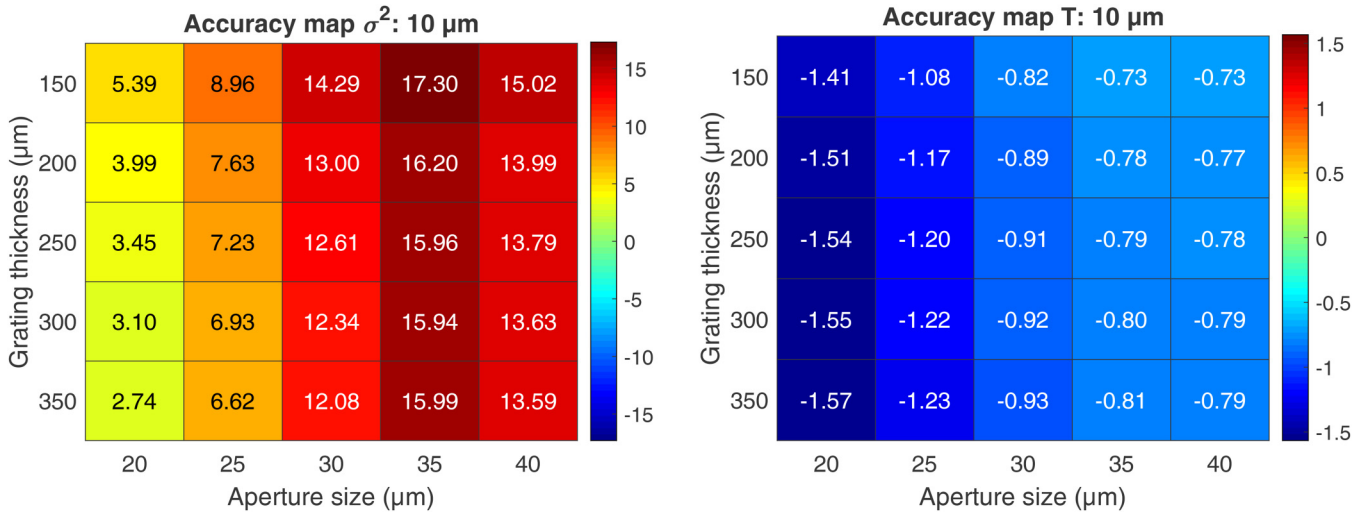 Accuracy map σ²: 10 µm
Grating thickness (µm)
150 5.39 8.96 14.29 17.30 15.02
200 3.99 7.63 13.00 16.20 13.99
250 3.45 7.23 12.61 15.96 13.79
300 3.10 6.93 12.34 15.94 13.63
350 2.74 6.62 12.08 15.99 13.59
20 25 30 35 40
Aperture size (µm)
15
10
5
0
-5
-10
-15
Accuracy map T: 10 µm
Grating thickness (µm)
150 -1.41 -1.08 -0.82 -0.73 -0.73
200 -1.51 -1.17 -0.89 -0.78 -0.77
250 -1.54 -1.20 -0.91 -0.79 -0.78
300 -1.55 -1.22 -0.92 -0.80 -0.79
350 -1.57 -1.23 -0.93 -0.81 -0.79
20 25 30 35 40
Aperture size (µm)
1.5
1
0.5
0
-0.5
-1
-1.5